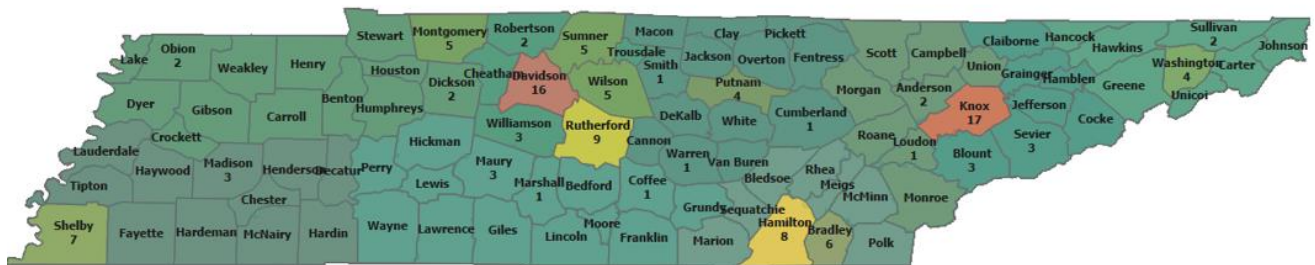 Lake
Obion
2
Weakley
Henry
Stewart
Montgomery
5
Robertson
2
Sumner
5
Macon
Clay
Pickett
Scott
Campbell
Claiborne
Hancock
Hawkins
Sullivan
2
Johnson
Dyer
Gibson
Carroll
Benton
Houston
Humphreys
Dickson
2
Cheatham
Davidson
16
Wilson
5
Trousdale
Smith
1
Jackson
Overton
Fentress
Putnam
4
Morgan
Anderson
2
Union
Grainger
Hamblen
Greene
Washington
4
Carter
Unicoi
Knox
17
Jefferson
Cocke
Lauderdale
Crockett
Haywood
Madison
3
Henderson
Decatur
Perry
Hickman
Williamson
3
Rutherford
9
Cannon
DeKalb
White
Cumberland
1
Roane
Loudon
1
Blount
3
Sevier
3
Tipton
Chester
Lewis
Maury
3
Marshall
1
Bedford
Coffee
1
Warren
1
Van Buren
Bledsoe
Rhea
Meigs
McMinn
Monroe
Shelby
7
Fayette
Hardeman
McNairy
Hardin
Wayne
Lawrence
Giles
Lincoln
Moore
Franklin
Grundy
Sequatchie
Marion
Hamilton
8
Bradley
6
Polk